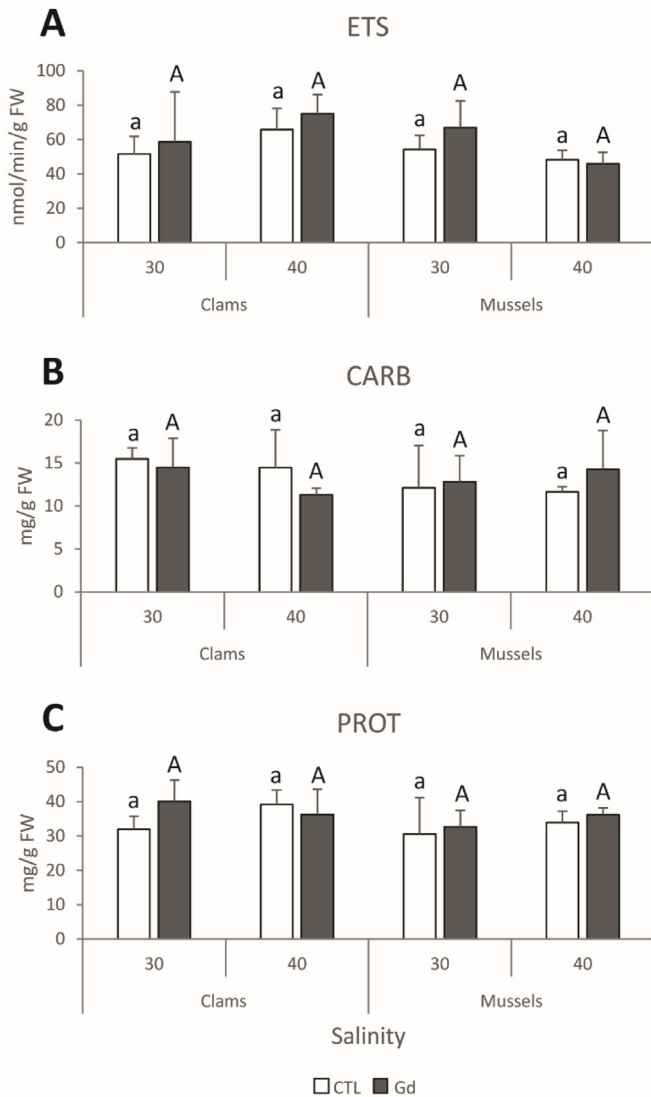 A
ETS
nmol/min/g FW
100
80
60
40
20
0
a A a A a A a A
30 40 30 40
Clams Mussels
B
CARB
mg/g FW
20
15
10
5
0
a A a A a A a A
30 40 30 40
Clams Mussels
C
PROT
mg/g FW
50
40
30
20
10
0
a A a A a A a A
30 40 30 40
Clams Mussels
Salinity
CTL Gd